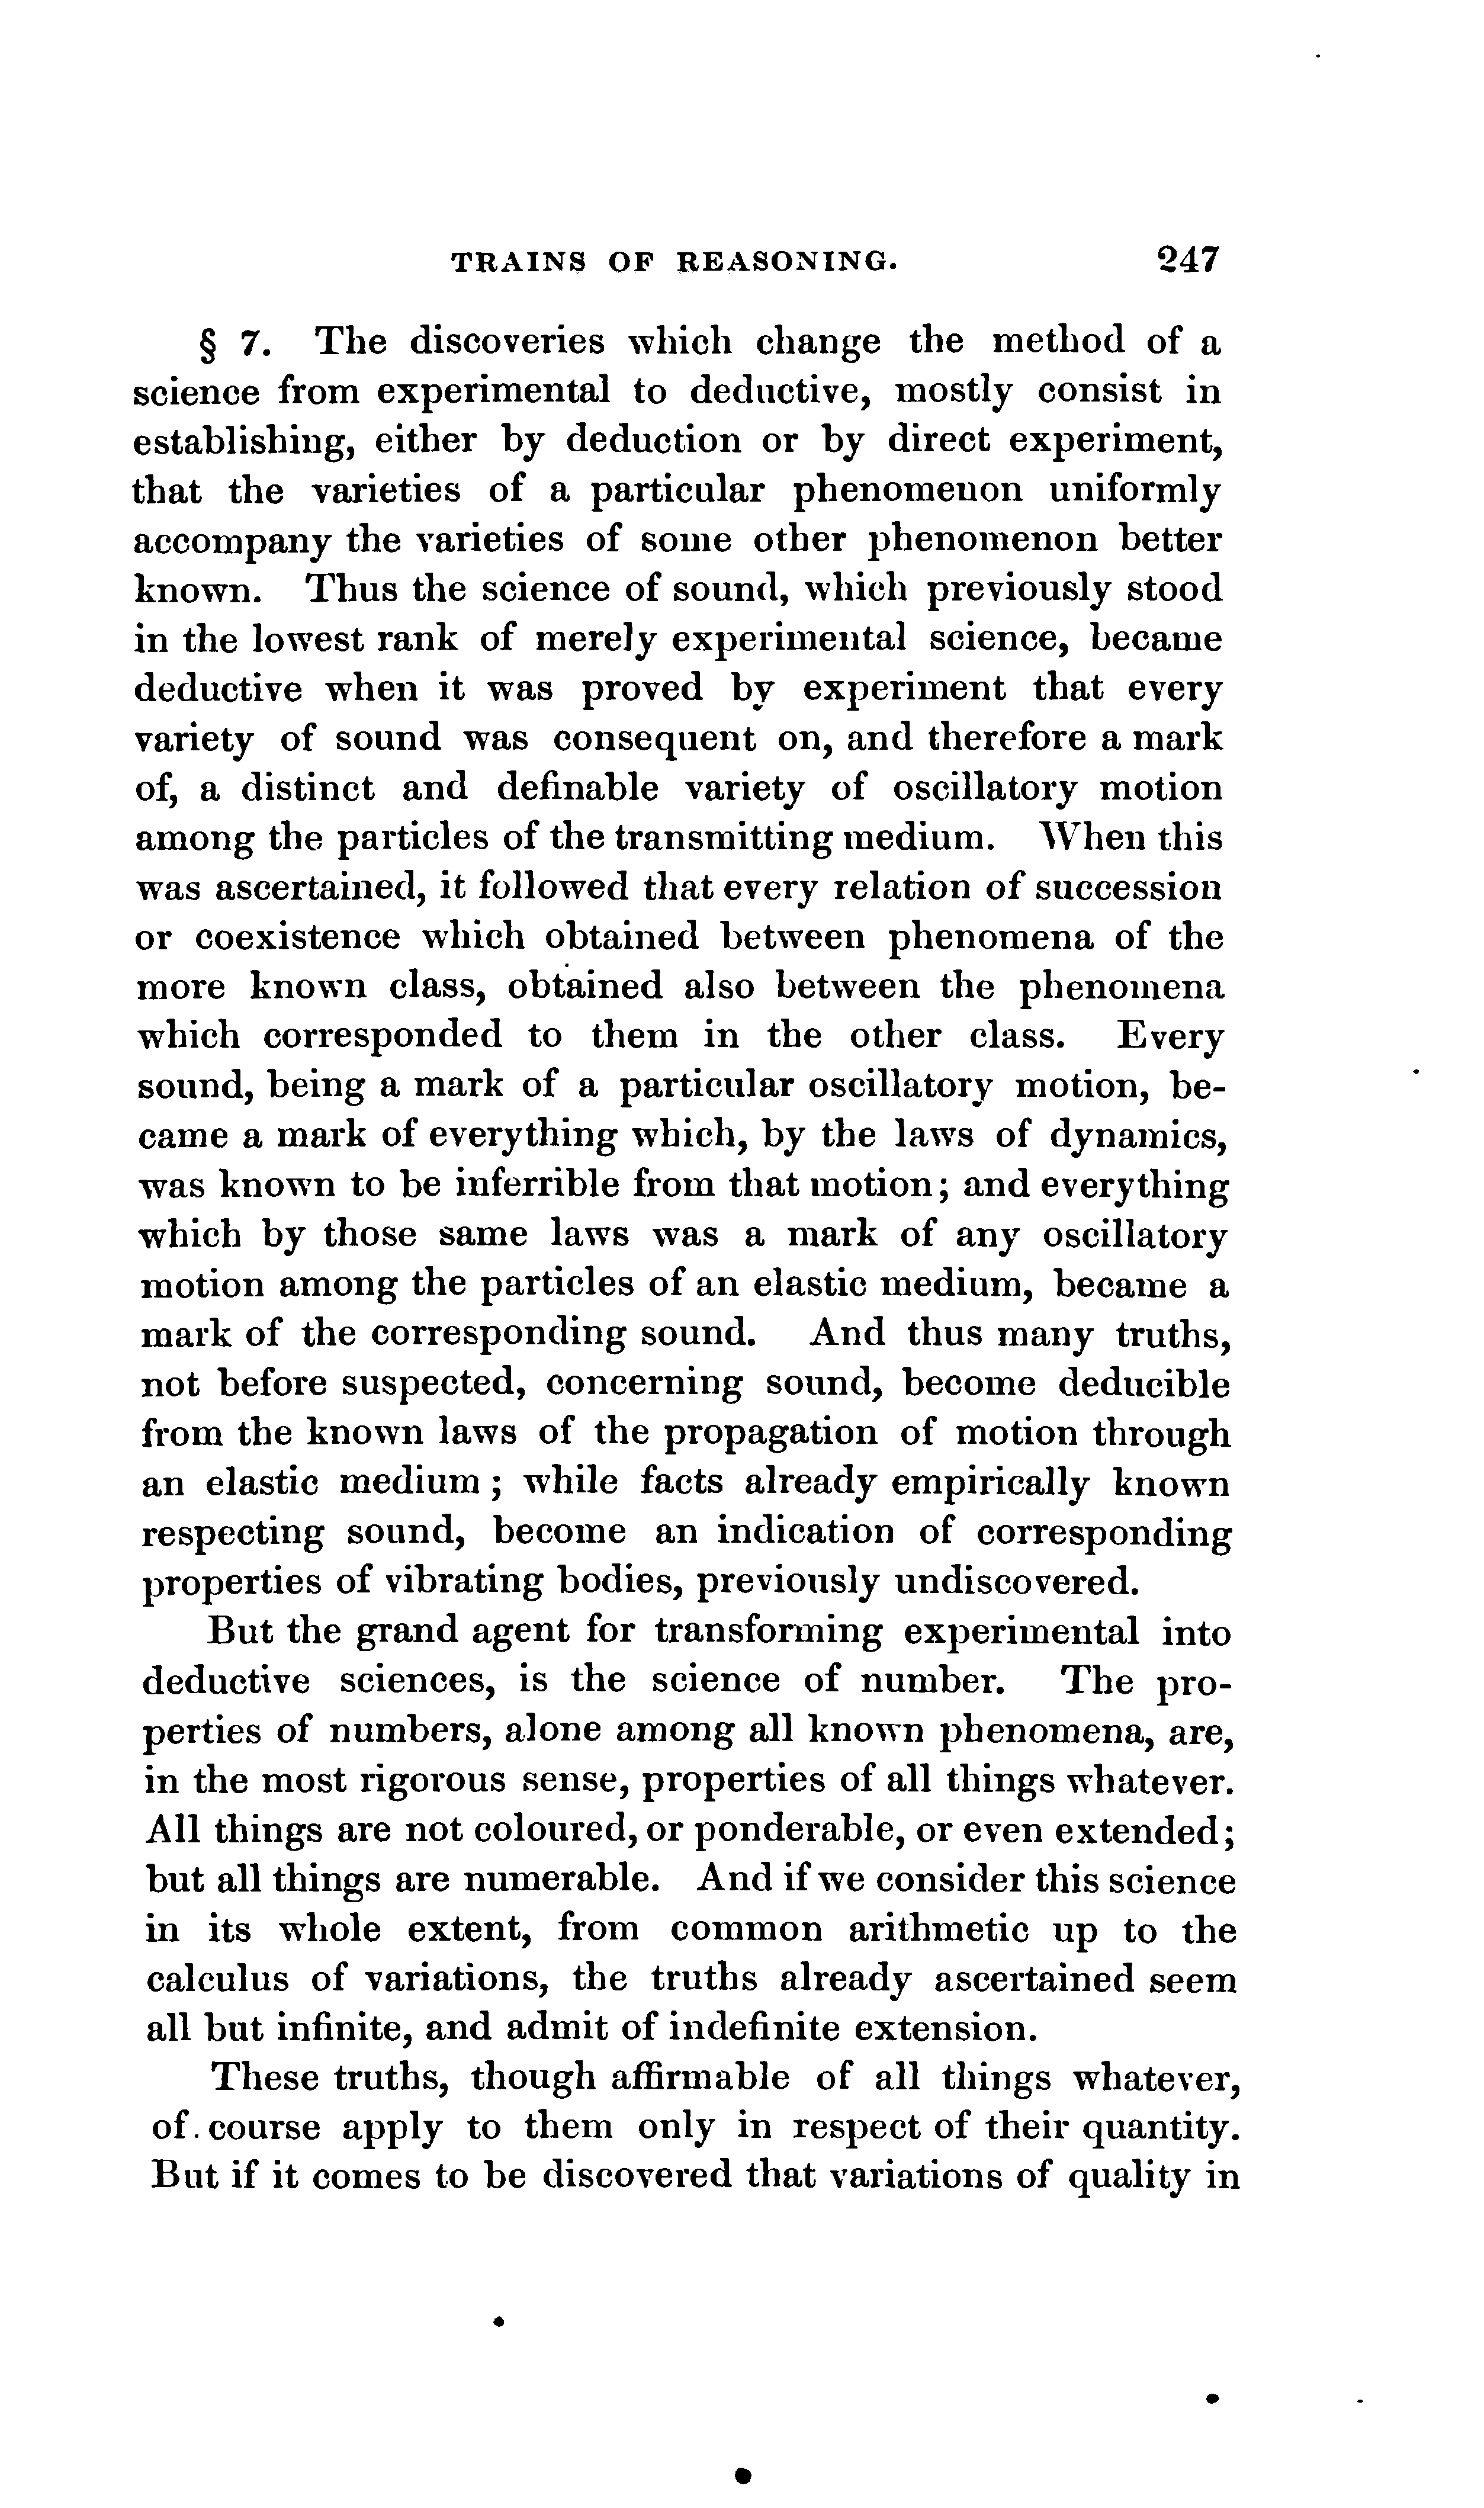 TRAINS OF REASONING. 247
§ 7. The discoveries which change the method of a
science from experimental to deductive, mostly consist in
establishing, either by deduction or by direct experiment,
that the varieties of a particular phenomenon uniformly
accompany the varieties of some other phenomenon better
known. Thus the science of sound, which previously stood
in the lowest rank of merely experimental science, became
deductive when it was proved by experiment that every
variety of sound was consequent on, and therefore a mark
of, a distinct and definable variety of oscillatory motion
among the particles of the transmitting medium. When this
was ascertained, it followed that every relation of succession
or coexistence which obtained between phenomena of the
more known class, obtained also between the phenomena
which corresponded to them in the other class. Every
sound, being a mark of a particular oscillatory motion, be-
came a mark of everything which, by the laws of dynamics,
was known to be inferrible from that motion; and everything
which by those same laws was a mark of any oscillatory
motion among the particles of an elastic medium, became a
mark of the corresponding sound. And thus many truths,
not before suspected, concerning sound, become deducible
from the known laws of the propagation of motion through
an elastic medium; while facts already empirically known
respecting sound, become an indication of corresponding
properties of vibrating bodies, previously undiscovered.
But the grand agent for transforming experimental into
deductive sciences, is the science of number. The pro-
perties of numbers, alone among all known phenomena, are,
in the most rigorous sense, properties of all things whatever.
All things are not coloured, or ponderable, or even extended;
but all things are numerable. And if we consider this science
in its whole extent, from common arithmetic up to the
calculus of variations, the truths already ascertained seem
all but infinite, and admit of indefinite extension.
These truths, though affirmable of all things whatever,
of course apply to them only in respect of their quantity.
But if it comes to be discovered that variations of quality in